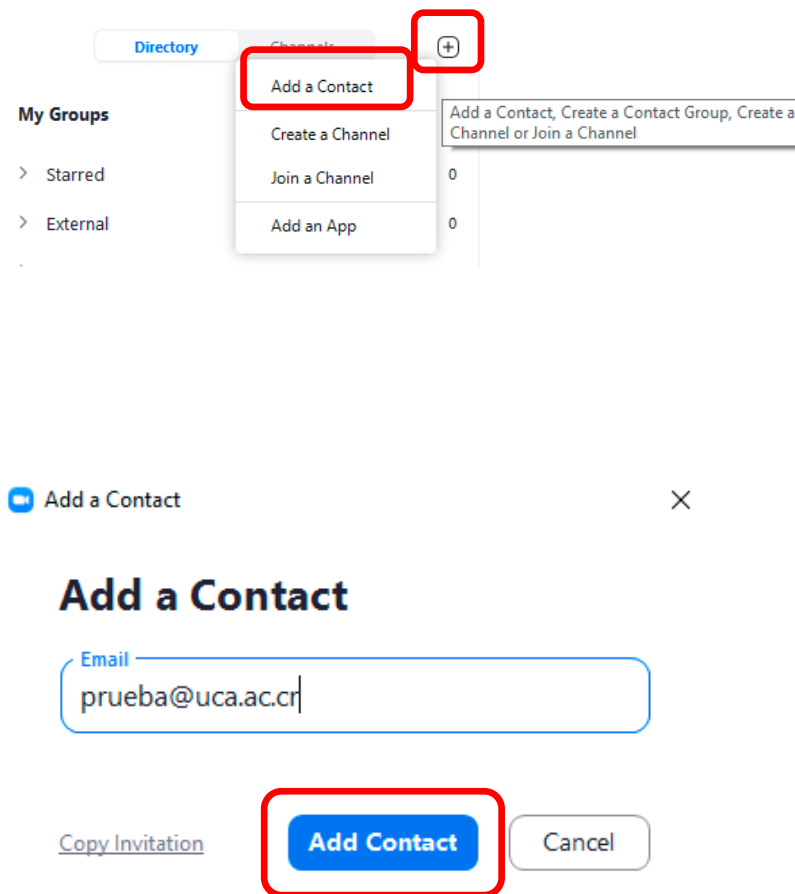 Directory Channels
Add a Contact
My Groups
Add a Contact, Create a Contact Group, Create a
Channel or Join a Channel
Create a Channel
Starred
Join a Channel
0
External
Add an App
0
Add a Contact
Add a Contact
Email
prueba@uca.ac.cr
Copy Invitation
Add Contact
Cancel